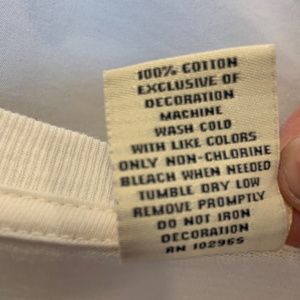 100% COTTON
EXCLUSIVE OF
DECORATION
MACHINE
WASH COLD
WITH LIKE COLORS
ONLY NON-CHLORINE
BLEACH WHEN NEEDED
TUMBLE DRY LOW
REMOVE PROMPTLY
DO NOT IRON
DECORATION
RN 102965